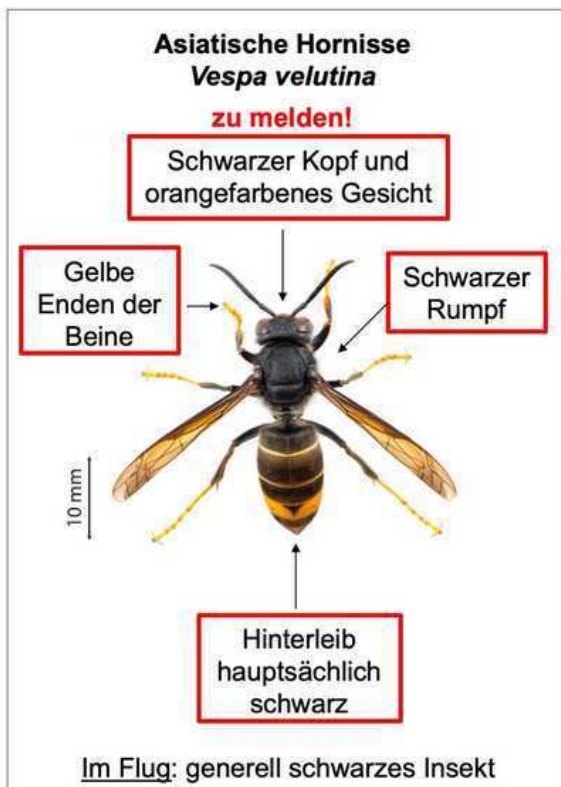 Asiatische Hornisse
Vespa velutina
zu melden!
Schwarzer Kopf und
orangefarbenes Gesicht
Gelbe
Enden der
Beine
Schwarzer
Rumpf
10 mm
Hinterleib
hauptsächlich
schwarz
Im Flug: generell schwarzes Insekt